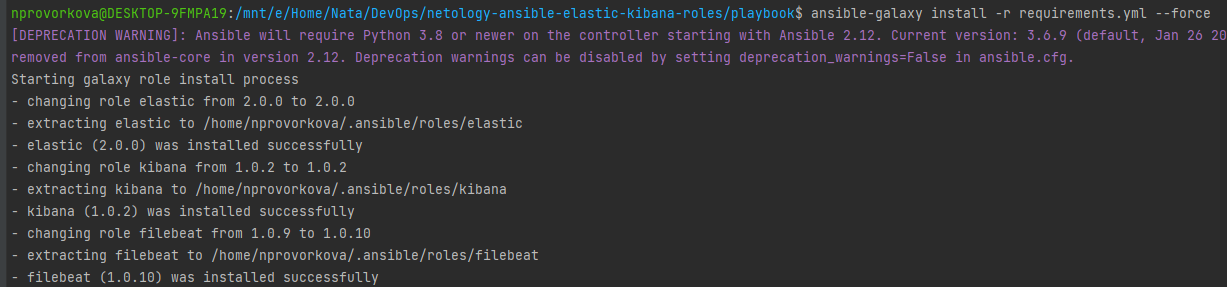 nprovorkova@DESKTOP-9FMPA19:/mnt/e/Home/Nata/DevOps/netology-ansible-elastic-kibana-roles/playbook$ ansible-galaxy install -r requirements.yml --force
[DEPRECATION WARNING]: Ansible will require Python 3.8 or newer on the controller starting with Ansible 2.12. Current version: 3.6.9 (default, Jan 26 20
removed from ansible-core in version 2.12. Deprecation warnings can be disabled by setting deprecation_warnings=False in ansible.cfg.
Starting galaxy role install process
- changing role elastic from 2.0.0 to 2.0.0
- extracting elastic to /home/nprovorkova/.ansible/roles/elastic
- elastic (2.0.0) was installed successfully
- changing role kibana from 1.0.2 to 1.0.2
- extracting kibana to /home/nprovorkova/.ansible/roles/kibana
- kibana (1.0.2) was installed successfully
- changing role filebeat from 1.0.9 to 1.0.10
- extracting filebeat to /home/nprovorkova/.ansible/roles/filebeat
- filebeat (1.0.10) was installed successfully